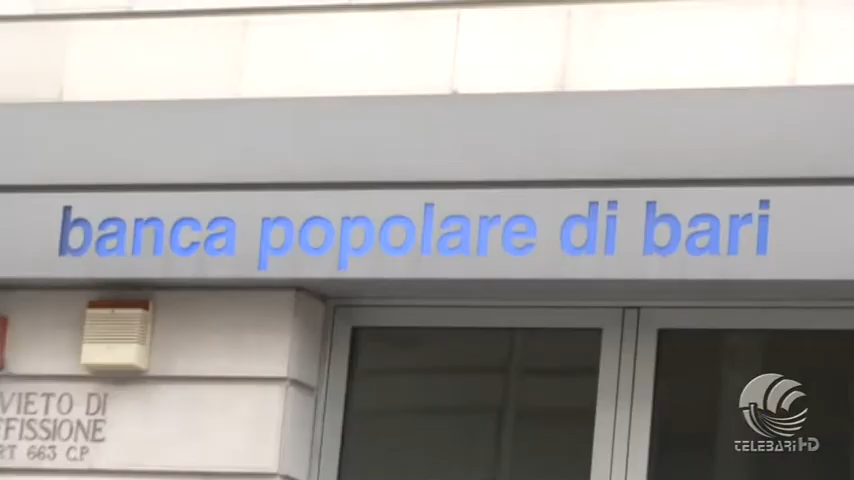 banca popolare di bari
VIETO DI
FFISSIONE
RT 663 C.P
TELEBARI HD